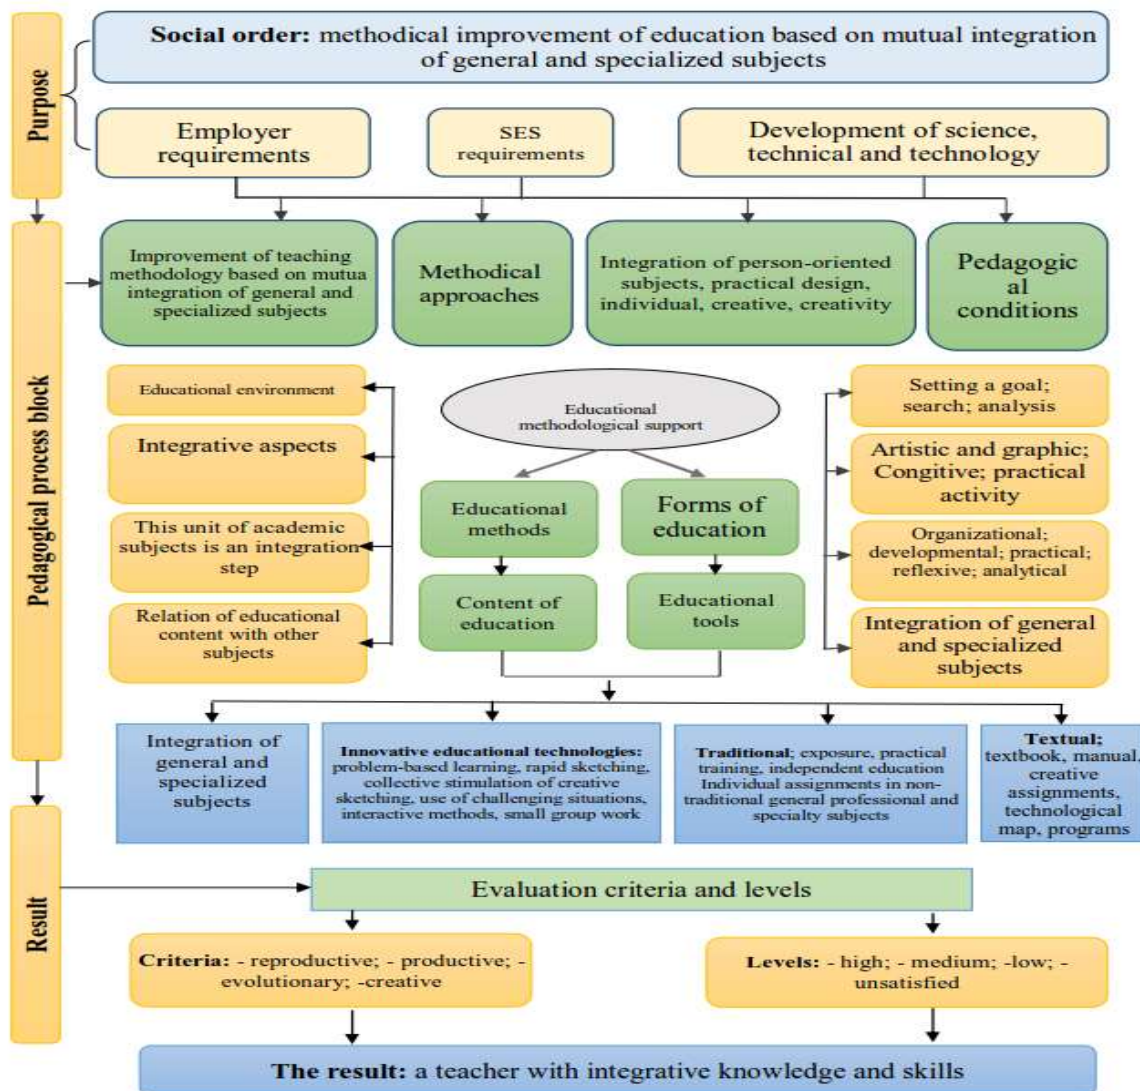 Purpose
Social order: methodical improvement of education based on mutual integration
of general and specialized subjects
Employer
requirements
SES
requirements
Development of science,
technical and technology
Pedagogical process block
Improvement of teaching
methodology based on mutua
integration of general and
specialized subjects
Methodical
approaches
Integration of person-oriented
subjects, practical design,
individual, creative, creativity
Pedagogic
al
conditions
Educational environment
Integrative aspects
This unit of academic
subjects is an integration
step
Relation of educational
content with other
subjects
Educational
methodological support
Educational
methods
Forms of
education
Content of
education
Educational
tools
Setting a goal;
search; analysis
Artistic and graphic;
Congitive; practical
activity
Organizational;
developmental; practical;
reflexive; analytical
Integration of general
and specialized
subjects
Integration of
general and
specialized
subjects
Innovative educational technologies:
problem-based learning, rapid sketching,
collective stimulation of creative
sketching, use of challenging situations,
interactive methods, small group work
Traditional; exposure, practical
training, independent education
Individual assignments in non-
traditional general professional and
specialty subjects
Textual;
textbook, manual,
creative
assignments,
technological
map, programs
Result
Evaluation criteria and levels
Criteria: - reproductive; - productive; -
evolutionary; -creative
Levels: - high; - medium; -low; -
unsatisfied
The result: a teacher with integrative knowledge and skills